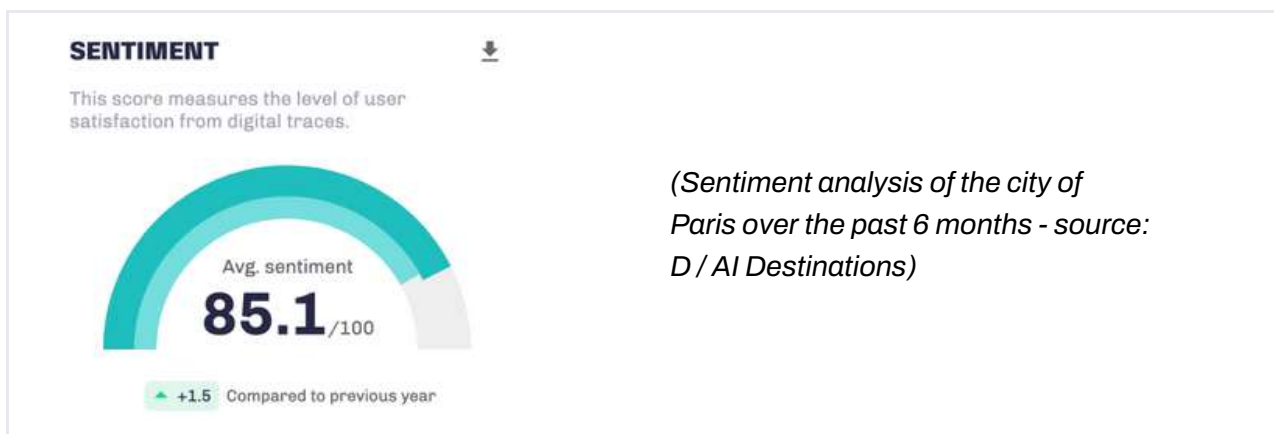 SENTIMENT
This score measures the level of user
satisfaction from digital traces.
Avg. sentiment
85.1/100
+1.5 Compared to previous year
(Sentiment analysis of the city of
Paris over the past 6 months - source:
D / AI Destinations)